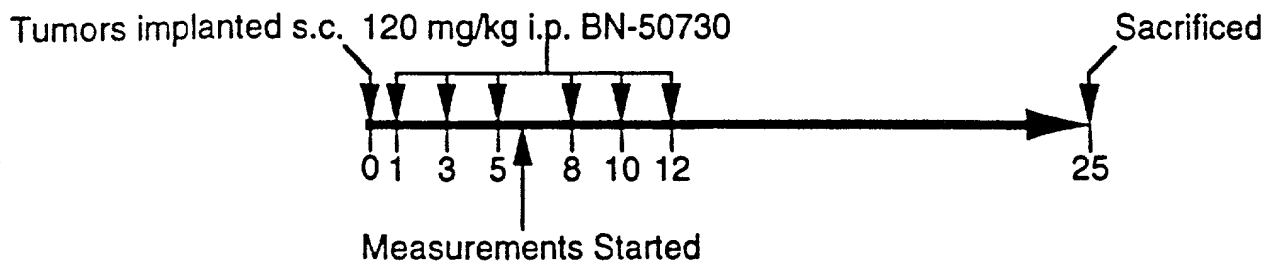 Tumors implanted s.c. 120 mg/kg i.p. BN-50730 Sacrificed
0 1 3 5 8 10 12 25
Measurements Started